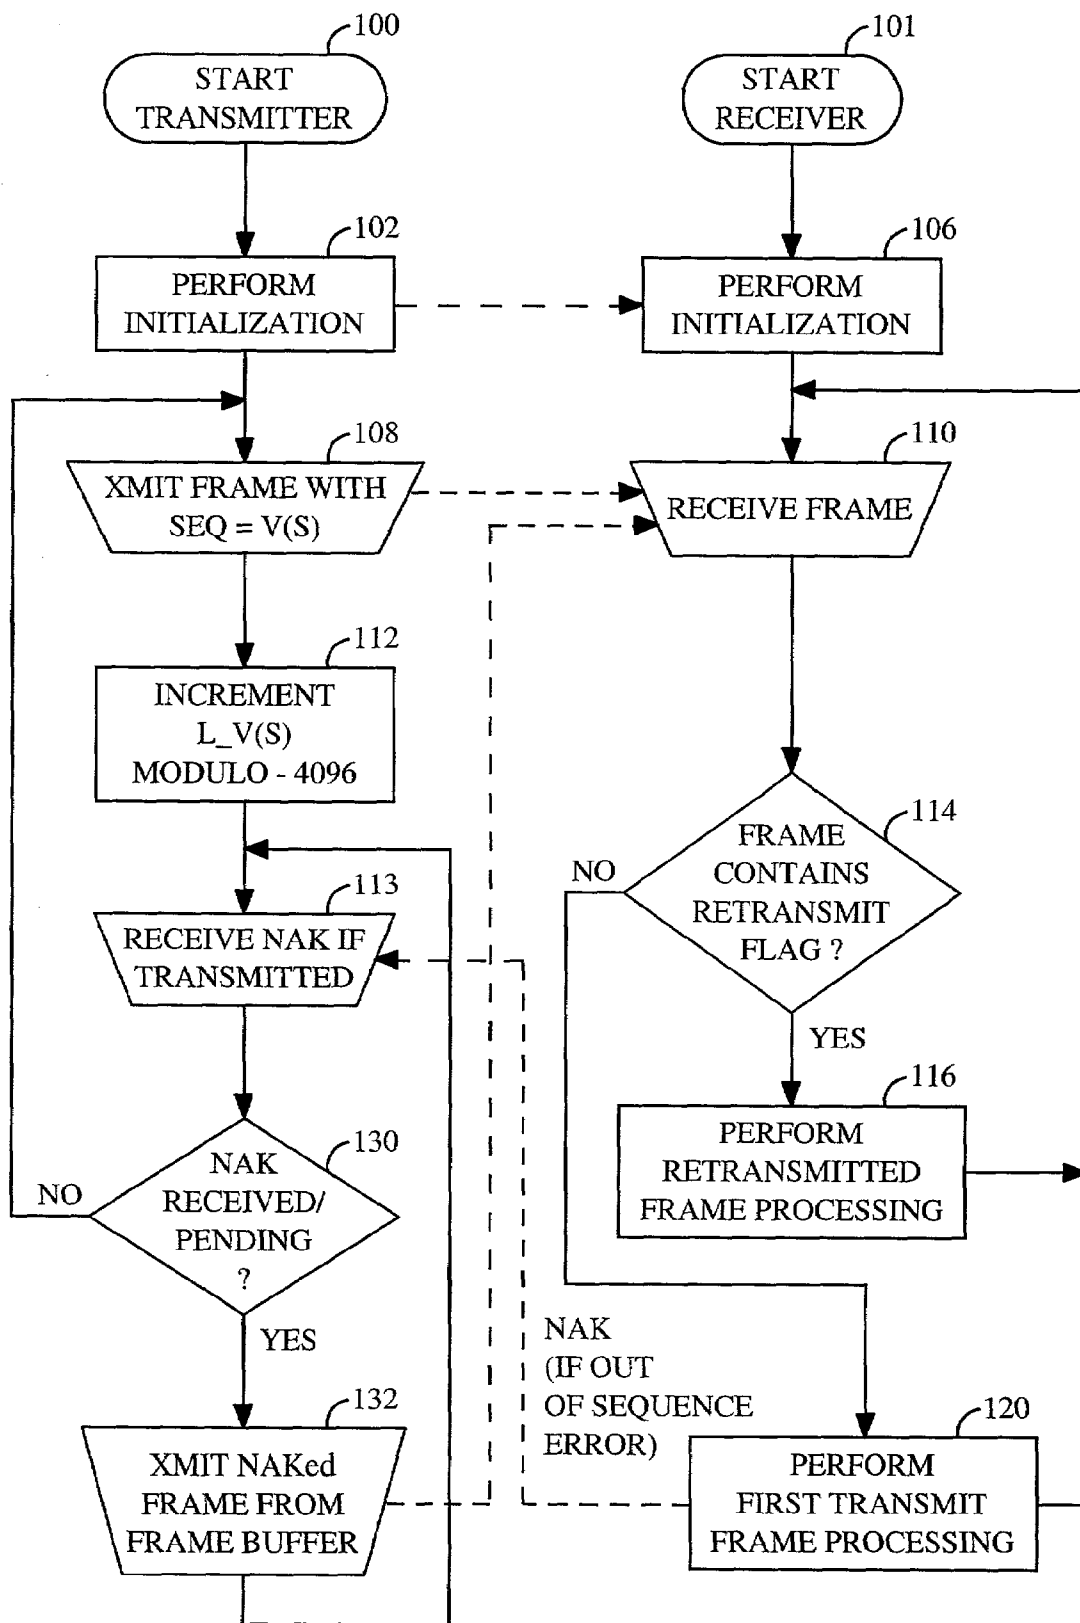 100
START
TRANSMITTER
101
START
RECEIVER
102
PERFORM
INITIALIZATION
106
PERFORM
INITIALIZATION
108
XMIT FRAME WITH
SEQ = V(S)
110
RECEIVE FRAME
112
INCREMENT
L_V(S)
MODULO - 4096
114
FRAME
CONTAINS
RETRANSMIT
FLAG ?
NO
YES
113
RECEIVE NAK IF
TRANSMITTED
116
PERFORM
RETRANSMITTED
FRAME PROCESSING
130
NAK
RECEIVED/
PENDING
?
NO
YES
NAK
(IF OUT
OF SEQUENCE
ERROR)
132
XMIT NAKed
FRAME FROM
FRAME BUFFER
120
PERFORM
FIRST TRANSMIT
FRAME PROCESSING